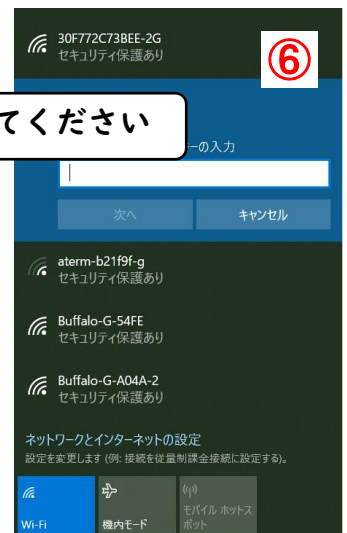 30F772C73BEE-2G
セキュリティ保護あり
⑥
てください
ーの入力
次へ
キャンセル
aterm-b21f9f-g
セキュリティ保護あり
Buffalo-G-54FE
セキュリティ保護あり
Buffalo-G-A04A-2
セキュリティ保護あり
ネットワークとインターネットの設定
設定を変更します (例: 接続を従量制課金接続に設定する)。
Wi-Fi
機内モード
モバイル ホットス
ポット